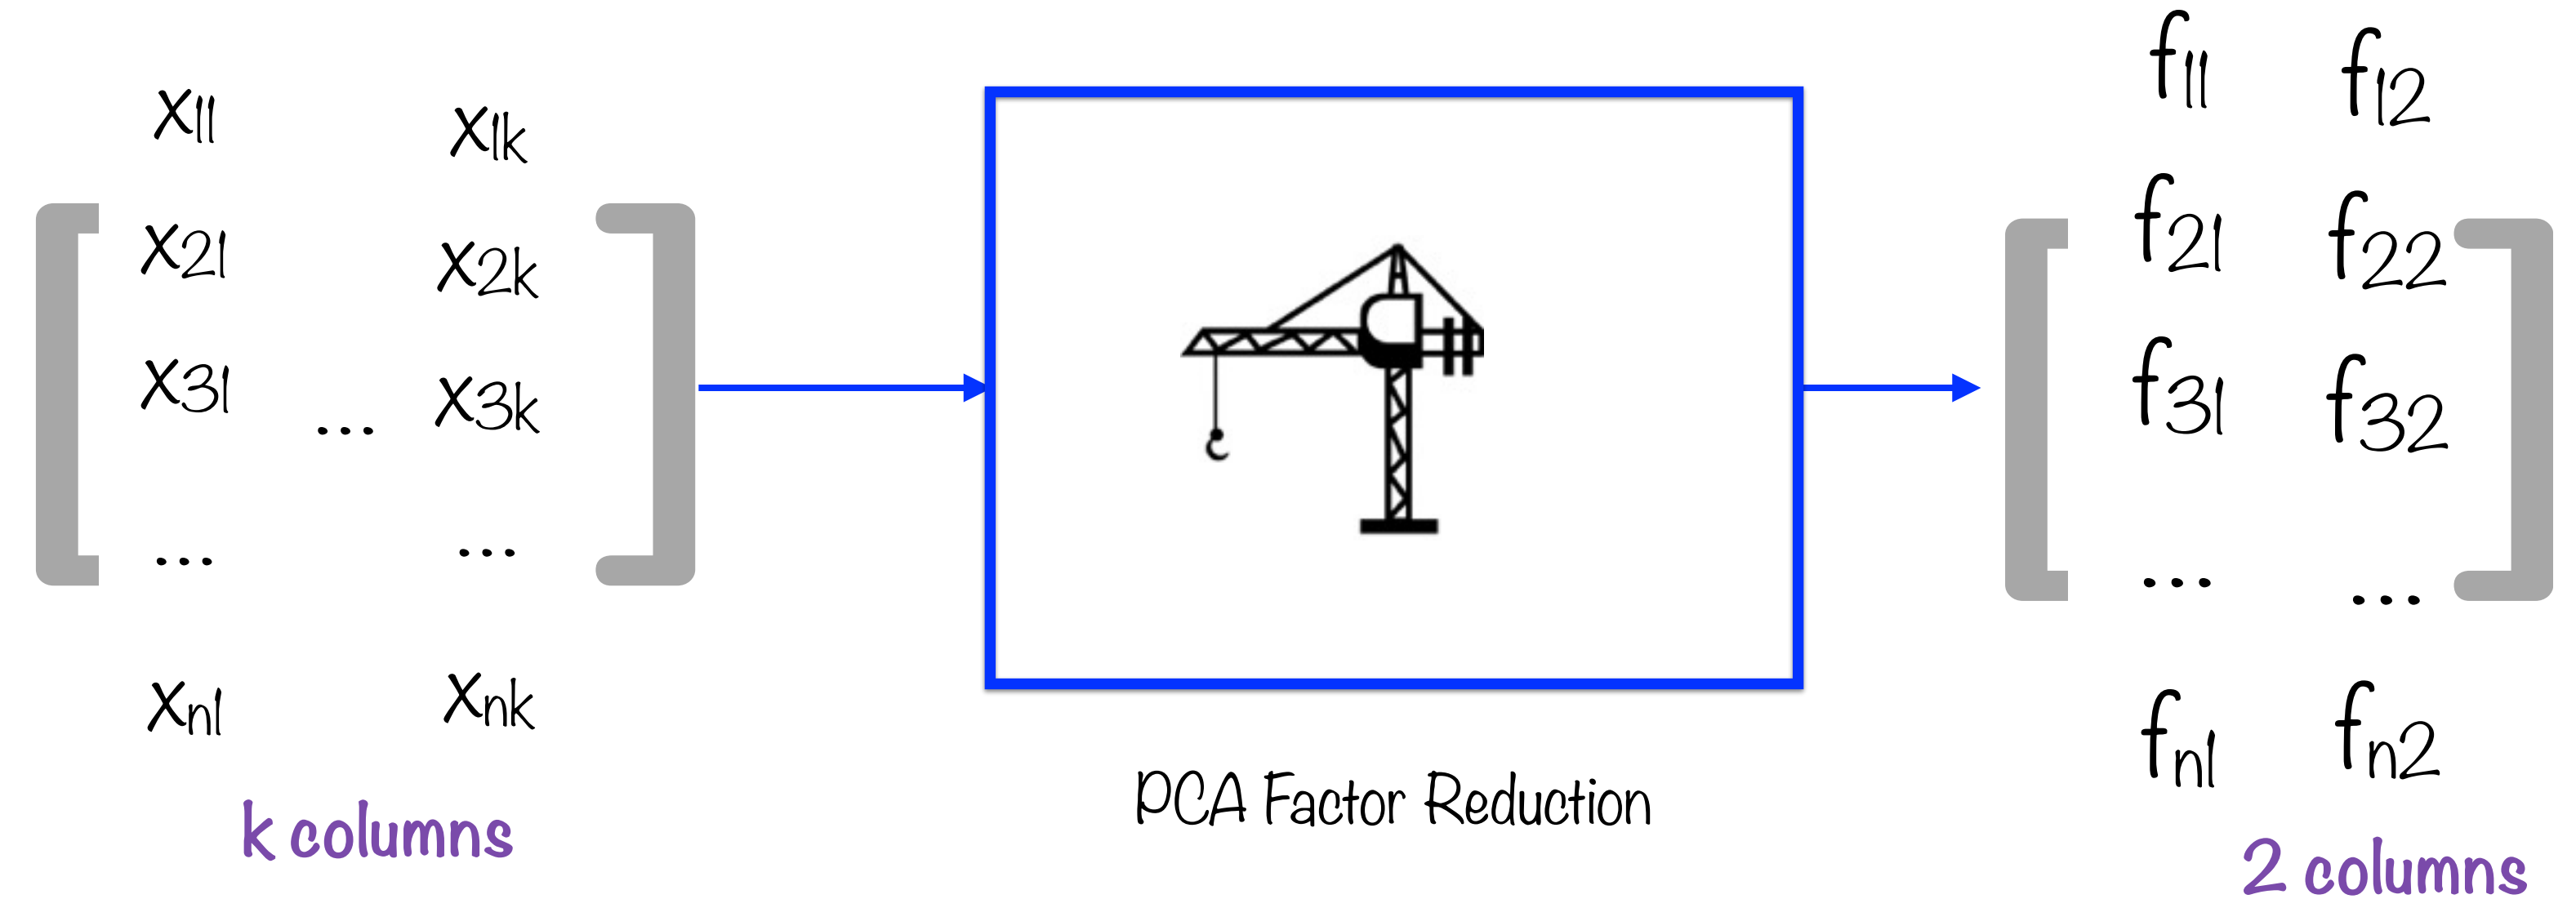 x11 x1k
x21 x2k
x31 ... x3k
... ...
xn1 xnk
k columns
PCA Factor Reduction
f11 f12
f21 f22
f31 f32
... ...
fn1 fn2
2 columns